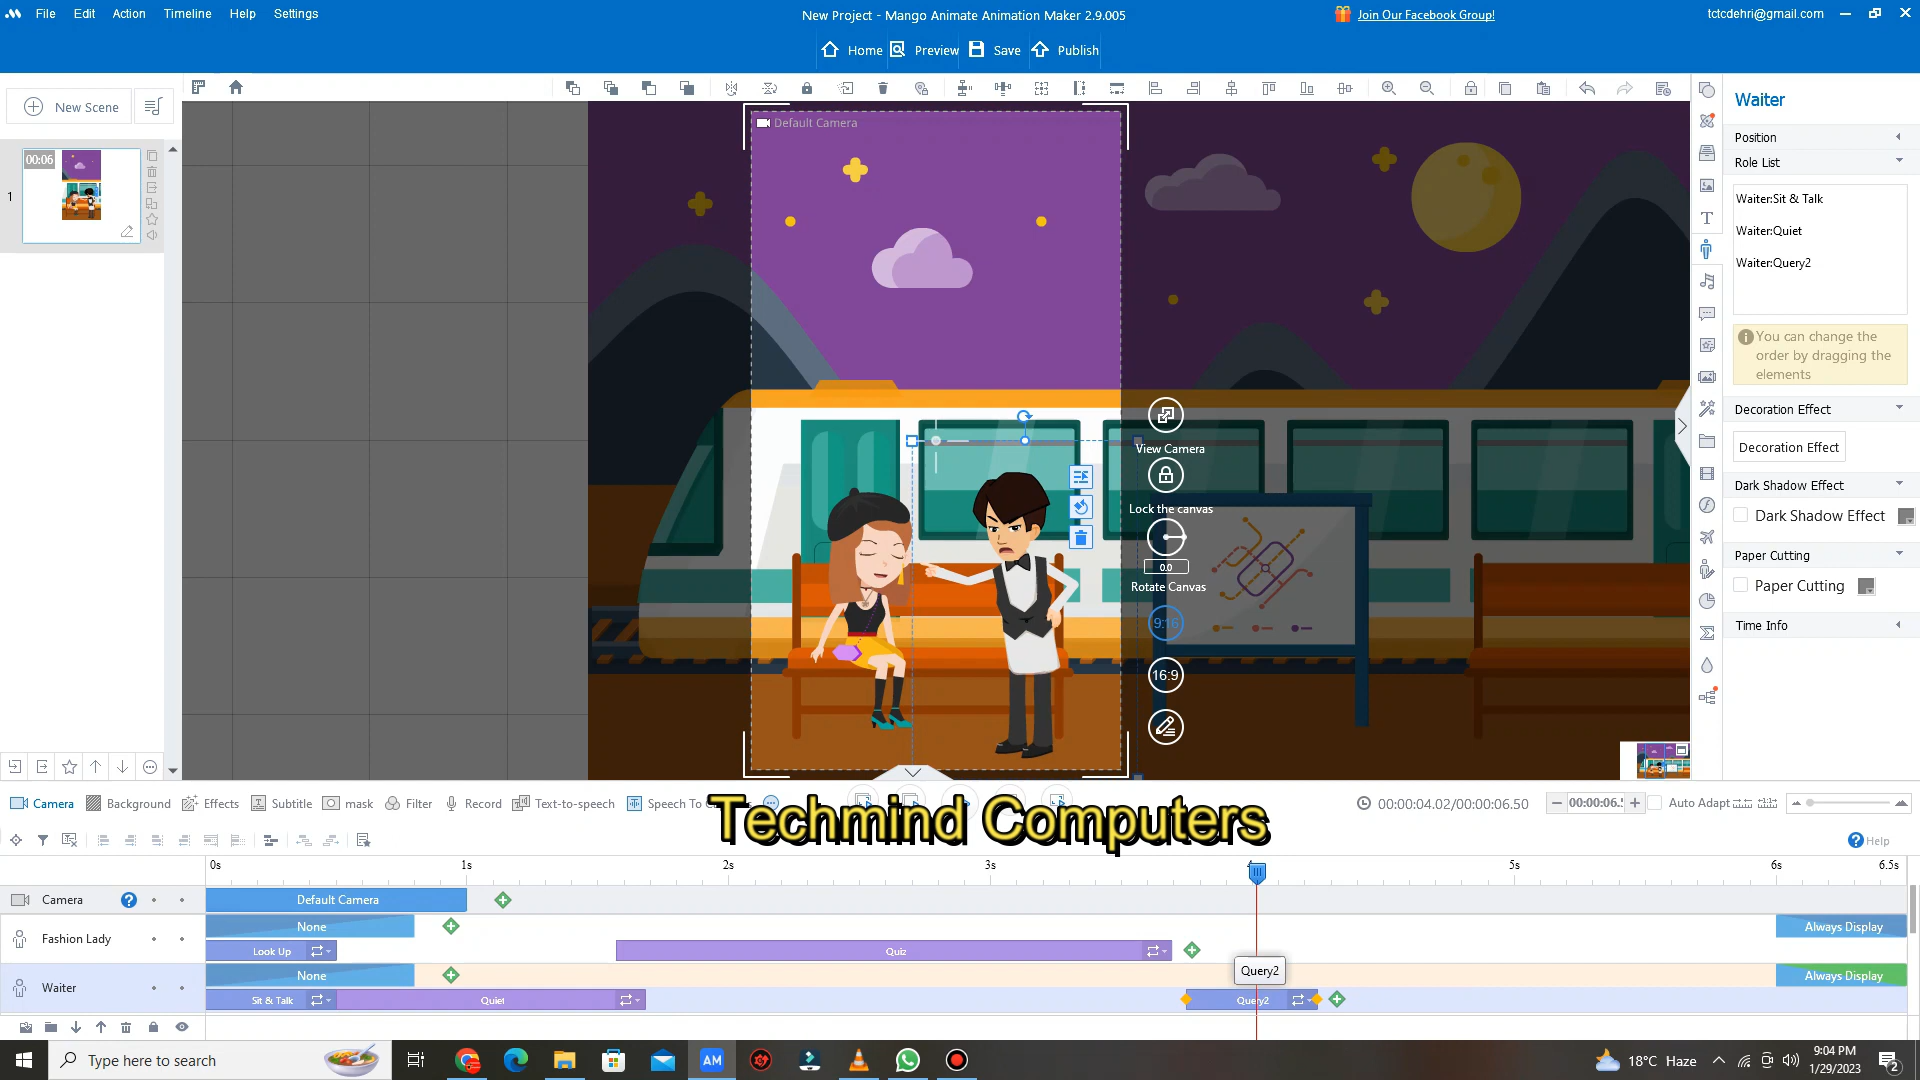 File Edit Action Timeline Help Settings
New Project - Mango Animate Animation Maker 2.9.005
Join Our Facebook Group!
tctcdehri@gmail.com
Home Preview Save Publish
New Scene
00:06
1
Default Camera
View Camera
Lock the canvas
0.0
Rotate Canvas
9:16
16:9
Waiter
Position
Role List
Waiter:Sit & Talk
Waiter:Quiet
Waiter:Query2
You can change the
order by dragging the
elements
Decoration Effect
Decoration Effect
Dark Shadow Effect
Dark Shadow Effect
Paper Cutting
Paper Cutting
Time Info
Camera Background Effects Subtitle mask Filter Record Text-to-speech Speech To C
00:00:04.02/00:00:06.50
00:00:06.
Auto Adapt
Techmind Computers
Help
0s 1s 2s 3s 5s 6s 6.5s
Camera
Default Camera
Fashion Lady
None
Always Display
Look Up
Quiz
Waiter
None
Always Display
Query2
Sit & Talk
Quiet
Query2
Type here to search
AM
18°C Haze
9:04 PM
1/29/2023
2